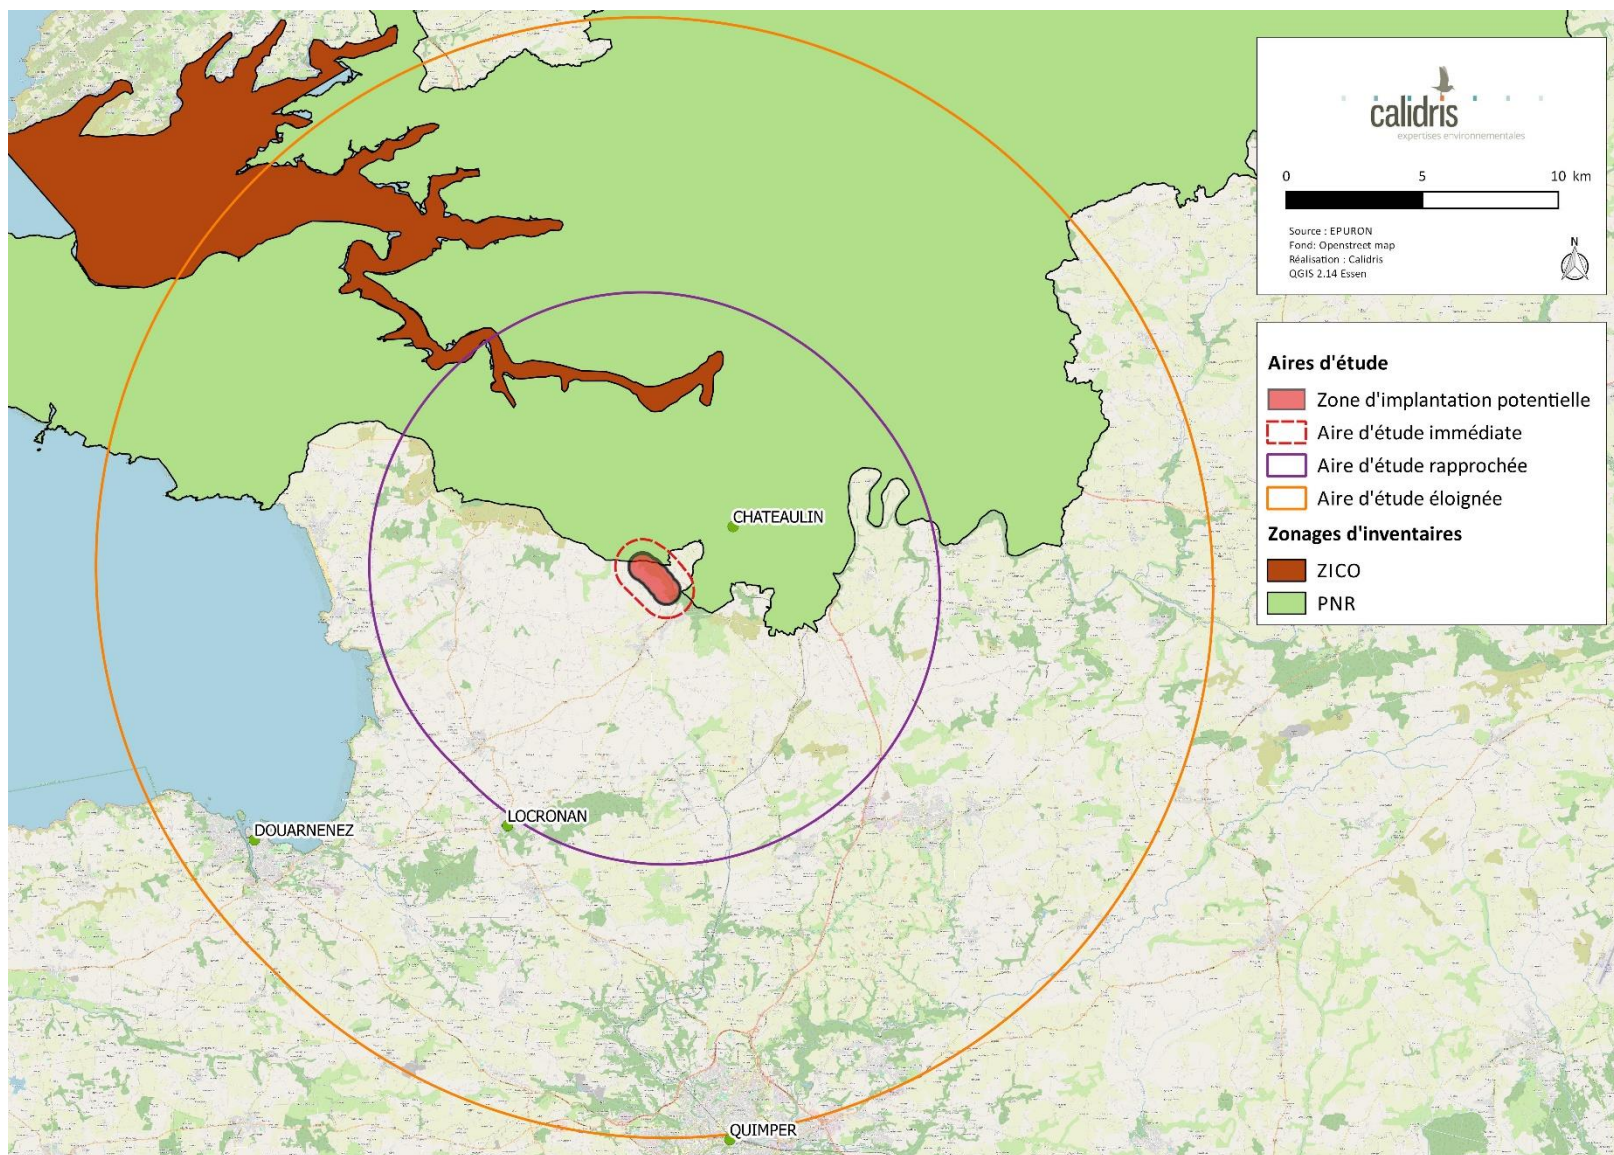 calidris
expertises environnementales
0 5 10 km
Source : EPURON
Fond: Openstreet map
Réalisation : Calidris
QGIS 2.14 Essen
N
Aires d'étude
Zone d'implantation potentielle
Aire d'étude immédiate
Aire d'étude rapprochée
Aire d'étude éloignée
Zonages d'inventaires
ZICO
PNR
CHATEAULIN
LOCRONAN
DOUARNENEZ
QUIMPER